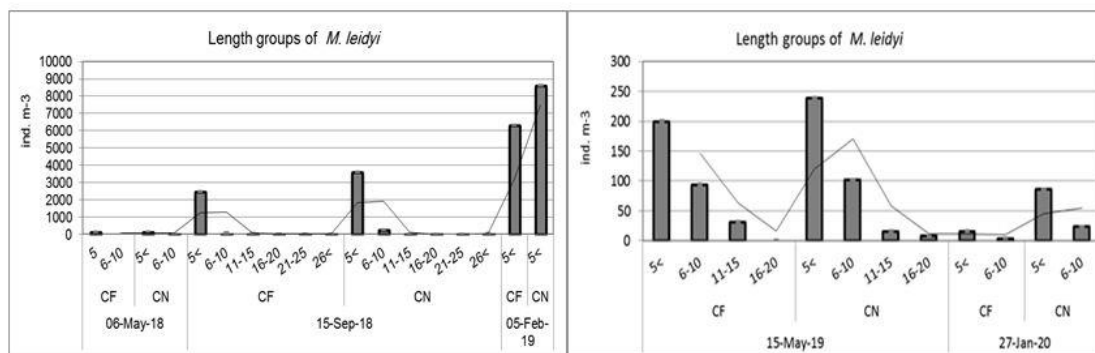 Length groups of M. leidyi
ind. m-3
10000
9000
8000
7000
6000
5000
4000
3000
2000
1000
0
5 6-10 5< 6-10 5< 6-10 11-15 16-20 21-25 26< 5< 6-10 11-15 16-20 21-25 26< 5< 5<
CF CN CF CN CF CN
06-May-18 15-Sep-18 05-Feb-
19
Length groups of M. leidyi
ind. m-3
300
250
200
150
100
50
0
5< 6-10 11-15 16-20 5< 6-10 11-15 16-20 5< 6-10 5< 6-10
CF CN CF CN
15-May-19 27-Jan-20